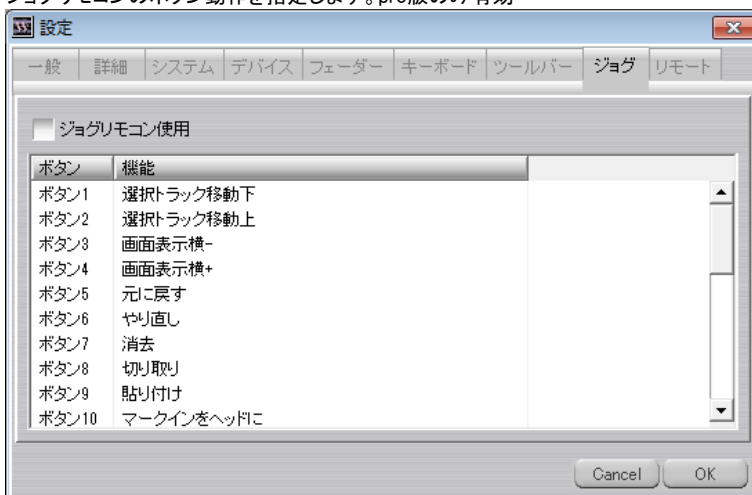 ジョグリモコンのボタン動作を指定します。pro版のみ有効
設定
一般 詳細 システム デバイス フェーダー キーボード ツールバー ジョグ リモート
ジョグリモコン使用
ボタン 機能
ボタン1 選択トラック移動下
ボタン2 選択トラック移動上
ボタン3 画面表示横-
ボタン4 画面表示横+
ボタン5 元に戻す
ボタン6 やり直し
ボタン7 消去
ボタン8 切り取り
ボタン9 貼り付け
ボタン10 マークインをヘッドに
Cancel OK